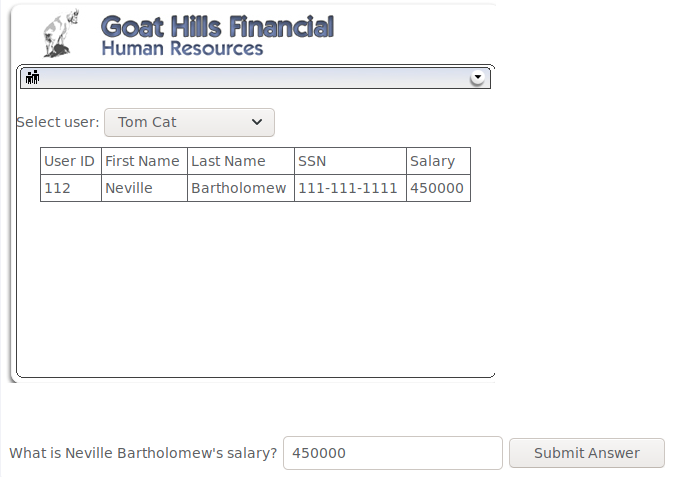 Goat Hills Financial
Human Resources
Select user: Tom Cat
User ID First Name Last Name SSN Salary
112 Neville Bartholomew 111-111-1111 450000
What is Neville Bartholomew's salary? 450000 Submit Answer